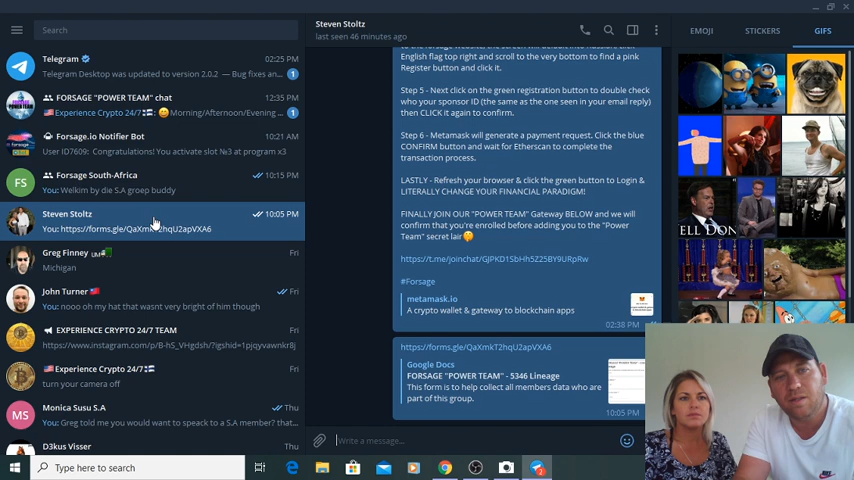 Search
Telegram
02:25 PM
Telegram Desktop was updated to version 2.0.2 — Bug fixes an...
1
FORSAGE "POWER TEAM" chat
12:35 PM
Experience Crypto 24/7: Morning/Afternoon/Evening ...
1
Forsage.io Notifier Bot
10:21 AM
User ID7609: Congratulations! You activate slot №3 at program x3
FS
Forsage South-Africa
10:15 PM
You: Welkim by die S.A groep buddy
Steven Stoltz
10:05 PM
You: https://forms.gle/QaXmkT2hqU2apVXA6
Greg Finney
Fri
Michigan
John Turner
Fri
You: nooo oh my hat that wasnt very bright of him though
EXPERIENCE CRYPTO 24/7 TEAM
Fri
https://www.instagram.com/p/B-hS_VHgdsh/?igshid=1pjqyvawnkr8j
Experience Crypto 24/7
Fri
turn your camera off
MS
Monica Susu S.A
Thu
You: Greg told me you want to speack to a S.A member? that...
D3kus Visser
Thu
Steven Stoltz
last seen 46 minutes ago
English flag top right and scroll to the very bottom to find a pink
Register button and click it.
Step 5 - Next click on the green registration button to double check
who your sponsor ID (the same as the one seen in your email reply)
then CLICK it again to confirm.
Step 6 - Metamask will generate a payment request. Click the blue
CONFIRM button and wait for Etherscan to complete the
transaction process.
LASTLY - Refresh your browser & click the green button to Login &
LITERALLY CHANGE YOUR FINANCIAL PARADIGM!
FINALLY JOIN OUR "POWER TEAM" Gateway BELOW and we will
confirm that you're enrolled before adding you to the "Power
Team" secret lair
https://t.me/joinchat/GJPKD1SbHh5Z25BY9URpRw
#Forsage
metamask.io
A crypto wallet & gateway to blockchain apps
02:38 PM
https://forms.gle/QaXmkT2hqU2apVXA6
Google Docs
FORSAGE "POWER TEAM" - 5346 Lineage
This form is to help collect all members data who are
part of this group.
10:05 PM
Write a message...
EMOJI
STICKERS
GIFS
ELL DON
Type here to search
2